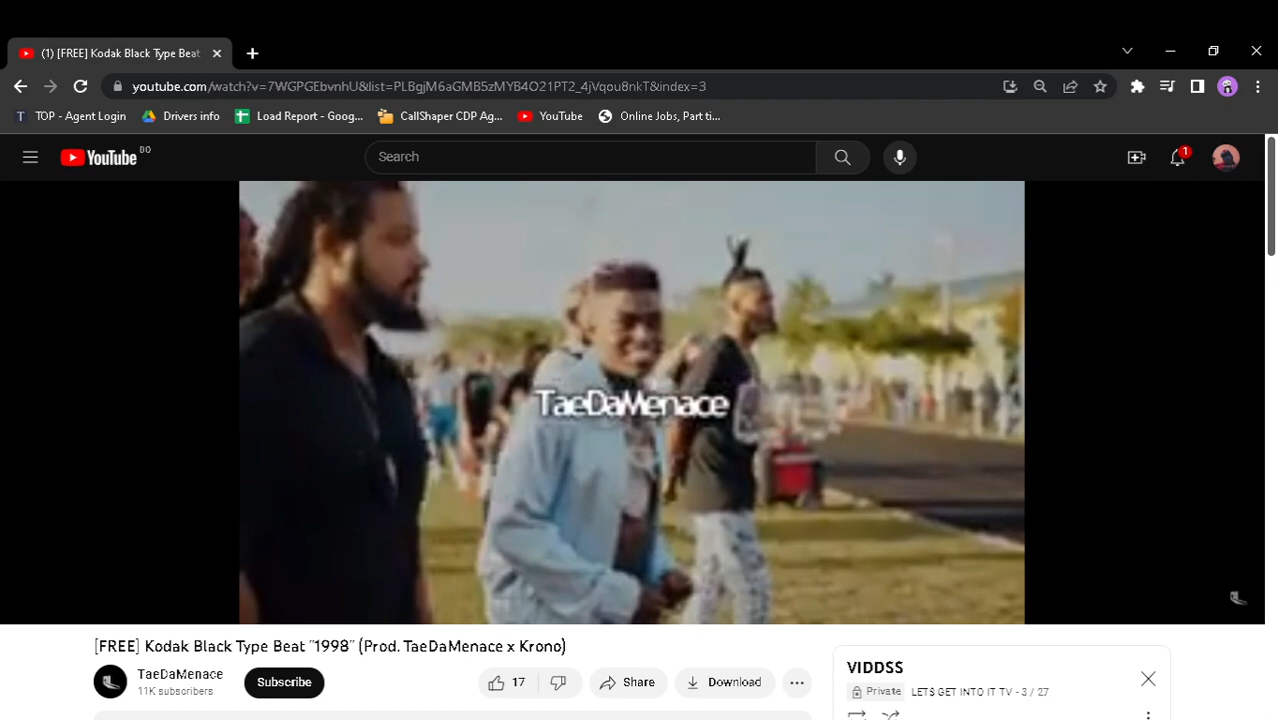 (1) [FREE] Kodak Black Type Beat
youtube.com/watch?v=7WGPGEbvnhU&list=PLBgjM6aGMB5zMYB4O21PT2_4jVqou8nkT&index=3
TOP - Agent Login Drivers info Load Report - Goog... CallShaper CDP Ag... YouTube Online Jobs, Part ti...
YouTube DO Search 1
TaeDaMenace
[FREE] Kodak Black Type Beat "1998" (Prod. TaeDaMenace x Krono)
TaeDaMenace
11K subscribers
Subscribe 17 Share Download
VIDDSS
Private LETS GET INTO IT TV - 3 / 27